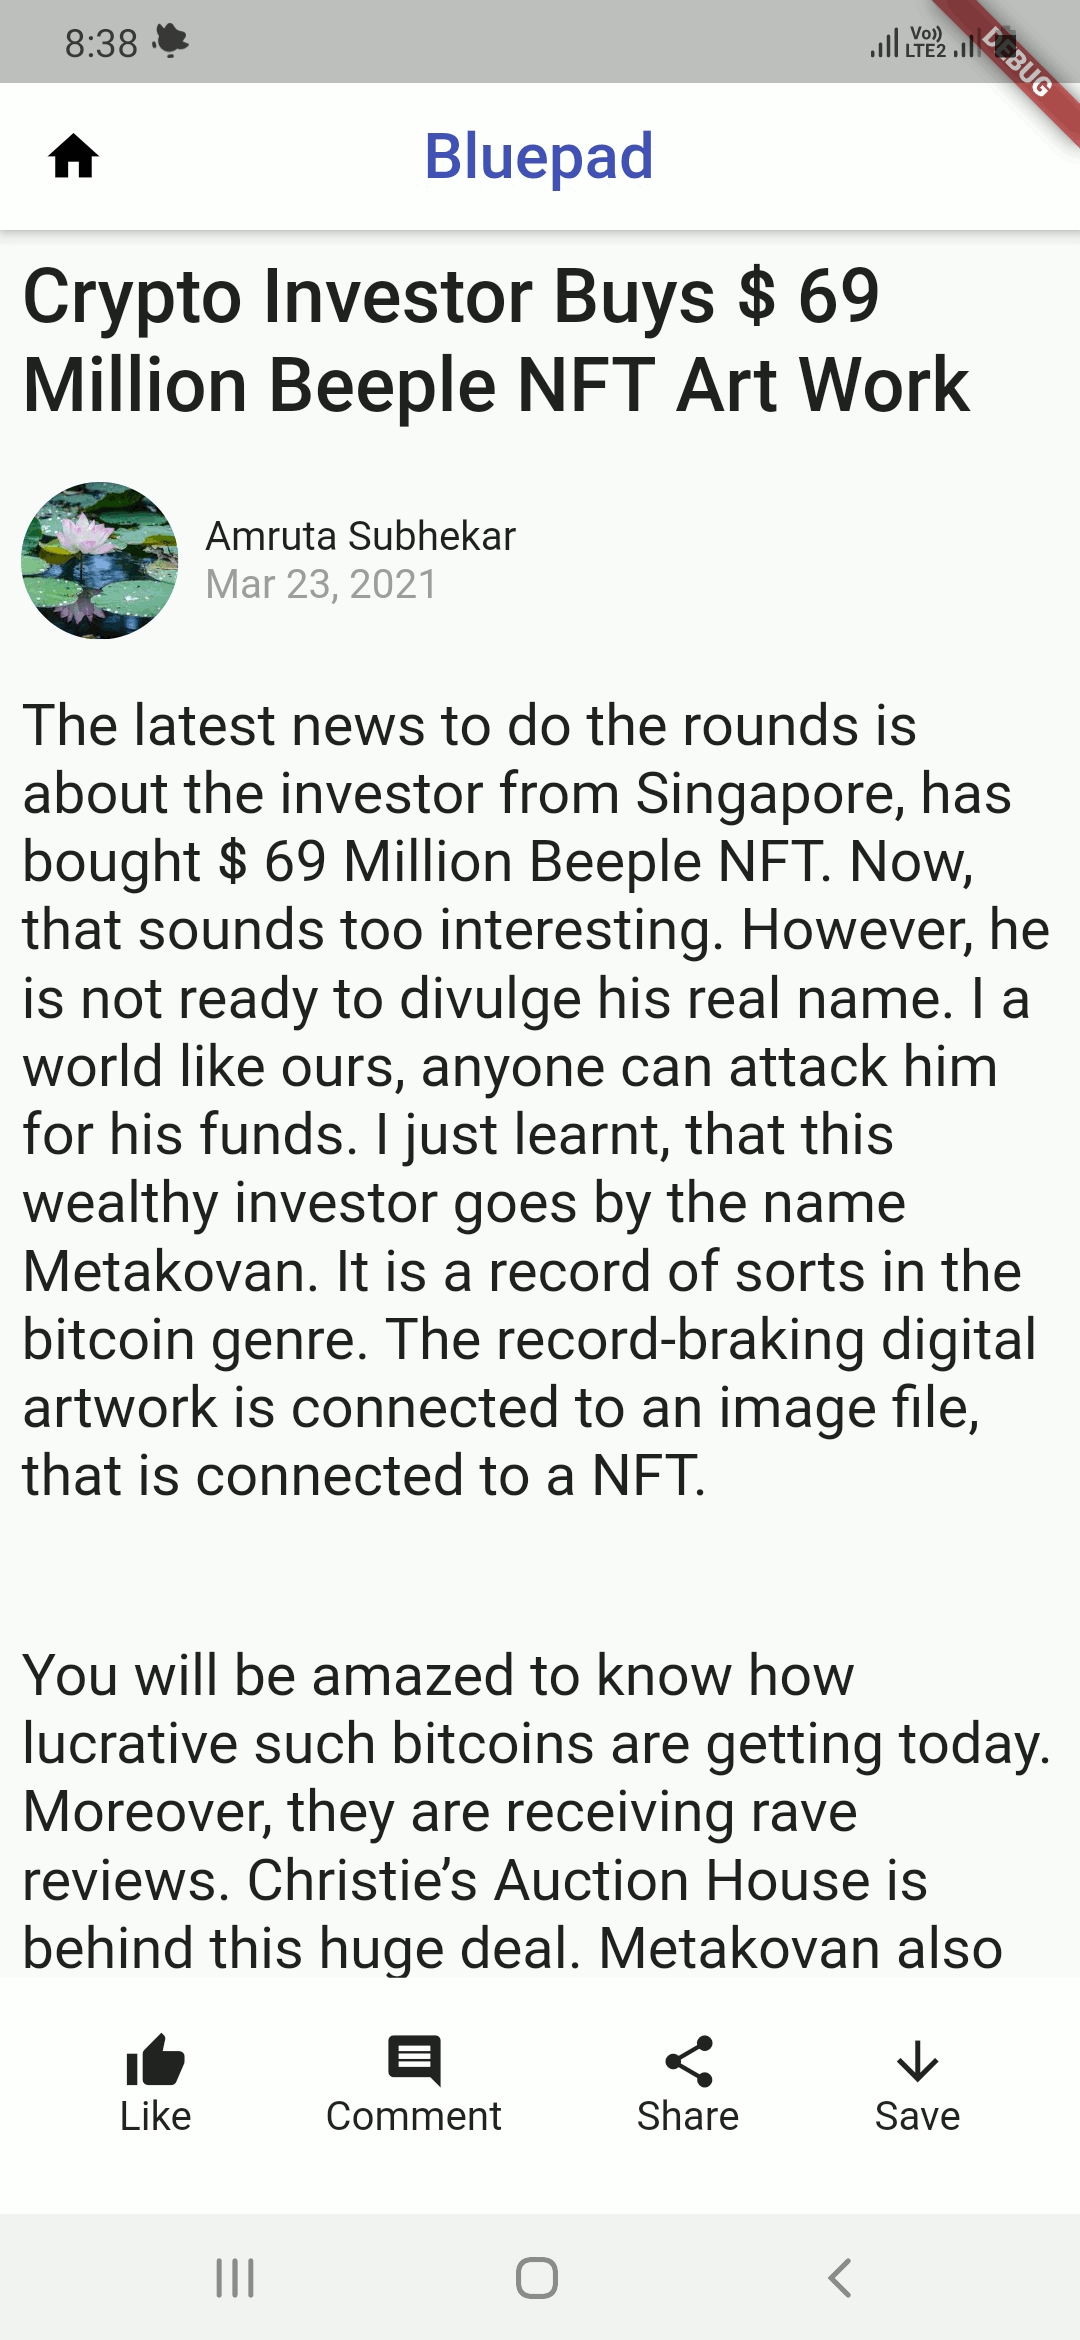 8:38
Vo))
LTE2
DEBUG
Bluepad
Crypto Investor Buys $ 69
Million Beeple NFT Art Work
Amruta Subhekar
Mar 23, 2021
The latest news to do the rounds is
about the investor from Singapore, has
bought $ 69 Million Beeple NFT. Now,
that sounds too interesting. However, he
is not ready to divulge his real name. I a
world like ours, anyone can attack him
for his funds. I just learnt, that this
wealthy investor goes by the name
Metakovan. It is a record of sorts in the
bitcoin genre. The record-braking digital
artwork is connected to an image file,
that is connected to a NFT.
You will be amazed to know how
lucrative such bitcoins are getting today.
Moreover, they are receiving rave
reviews. Christie’s Auction House is
behind this huge deal. Metakovan also
Like
Comment
Share
Save